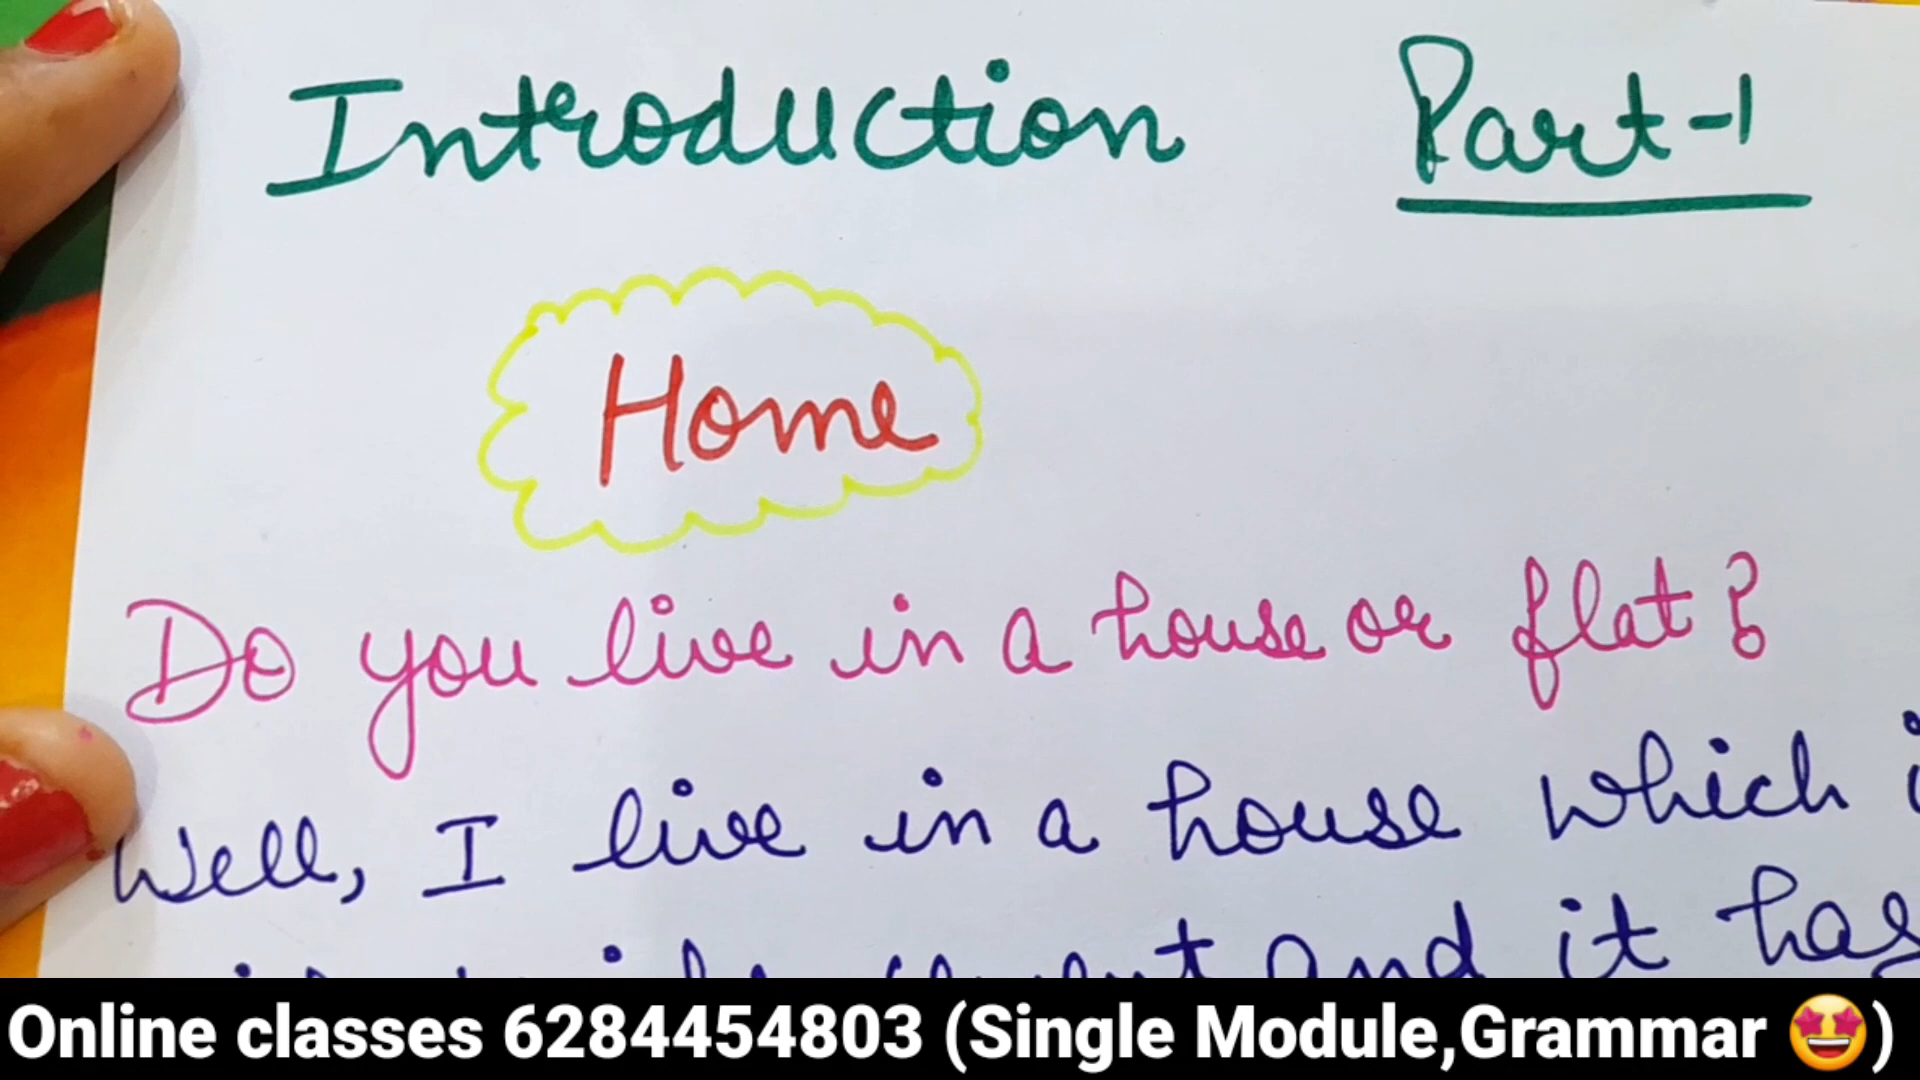 Introduction Part-1
Home
Do you live in a house or flat?
Well, I live in a house which
cement and it has
Online classes 6284454803 (Single Module,Grammar 🤩)